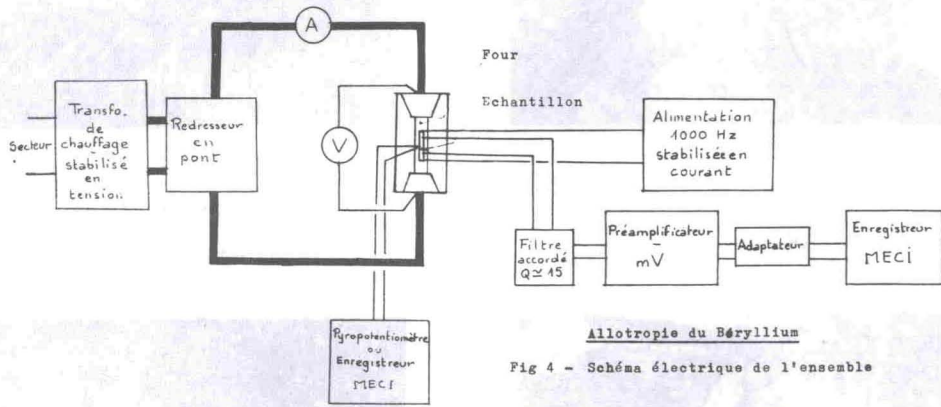 A
Four
Echantillon
Secteur
Transfo.
de
chauffage
stabilisé
en
tension
Redresseur
en
pont
V
Alimentation
1000 Hz
stabilisée en
courant
Filtre
accordé
Q≃15
Préamplificateur
mV
Adaptateur
Enregistreur
MECI
Pyropotentiomètre
ou
Enregistreur
MECI
Allotropie du Béryllium
Fig 4 - Schéma électrique de l'ensemble